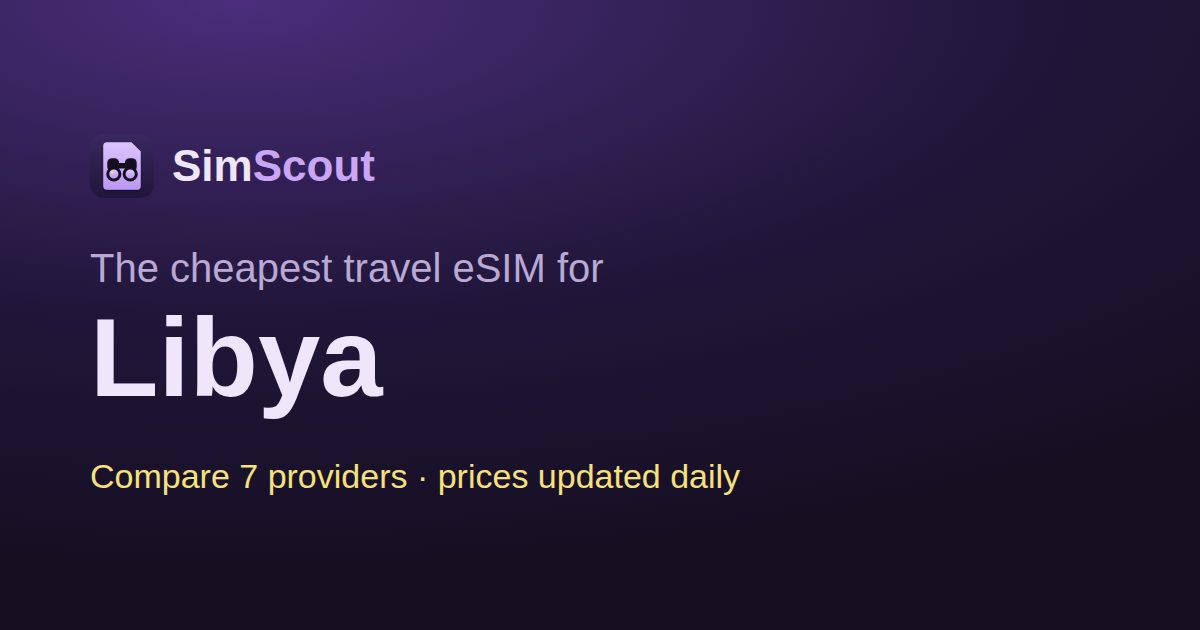 SimScout
The cheapest travel eSIM for
Libya
Compare 7 providers · prices updated daily